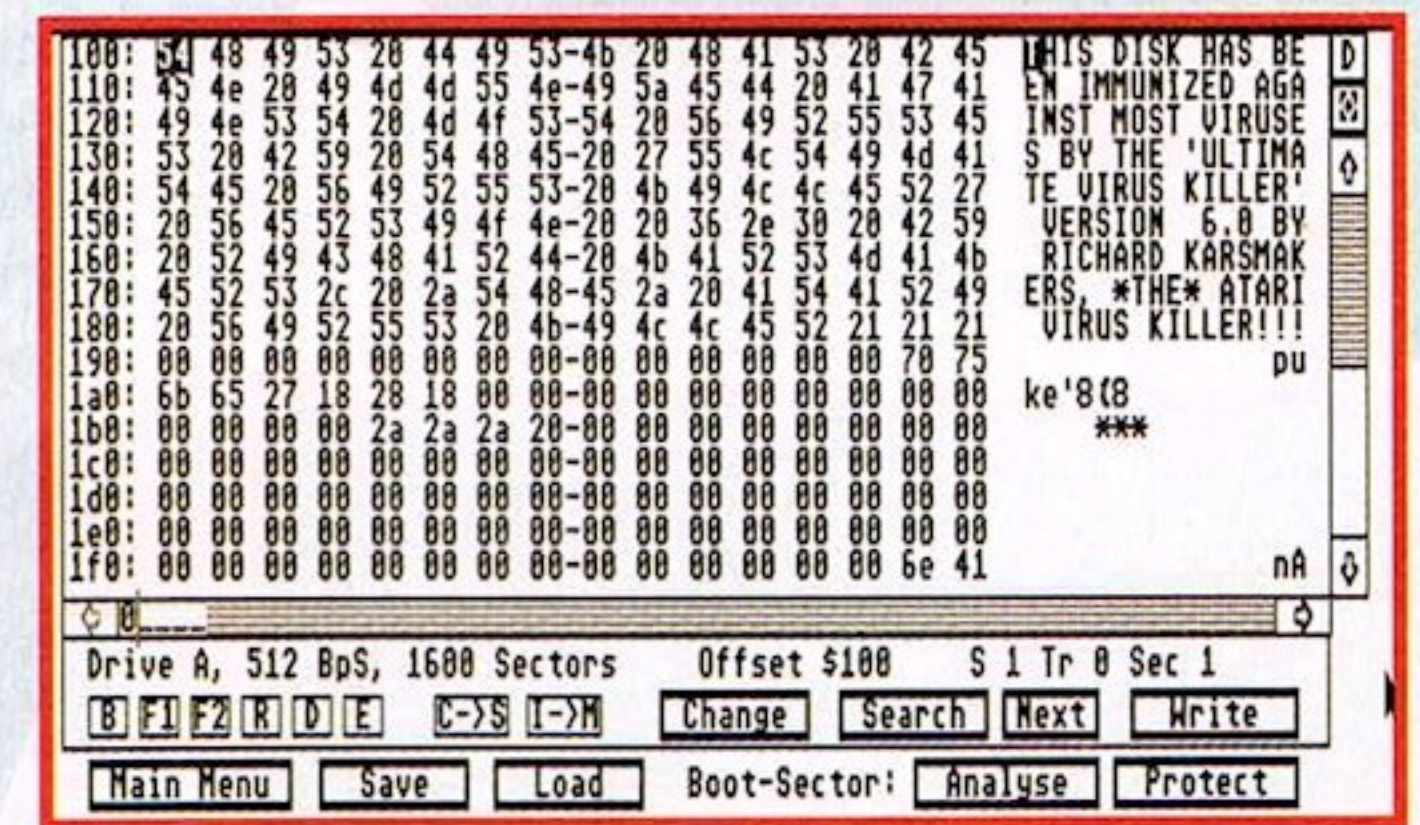 100: 54 48 49 53 20 44 49 53-4b 20 48 41 53 20 42 45 THIS DISK HAS BE D
110: 45 4e 20 49 4d 4d 55 4e-49 5a 45 44 20 41 47 41 EN IMMUNIZED AGA
120: 49 4e 53 54 20 4d 4f 53-54 20 56 49 52 55 53 45 INST MOST VIRUSE
130: 53 20 42 59 20 54 48 45-20 27 55 4c 54 49 4d 41 S BY THE 'ULTIMA
140: 54 45 20 56 49 52 55 53-20 4b 49 4c 4c 45 52 27 TE VIRUS KILLER'
150: 20 56 45 52 53 49 4f 4e-20 20 36 2e 30 20 42 59 VERSION 6.0 BY
160: 20 52 49 43 48 41 52 44-20 4b 41 52 53 4d 41 4b RICHARD KARSMAK
170: 45 52 53 2c 20 2a 54 48-45 2a 20 41 54 41 52 49 ERS, *THE* ATARI
180: 20 56 49 52 55 53 20 4b-49 4c 4c 45 52 21 21 21 VIRUS KILLER!!!
190: 00 00 00 00 00 00 00 00-00 00 00 00 00 00 70 75 pu
1a0: 6b 65 27 18 28 18 00 00-00 00 00 00 00 00 00 00 ke'8(8
1b0: 00 00 00 00 2a 2a 2a 20-00 00 00 00 00 00 00 00 ***
1c0: 00 00 00 00 00 00 00 00-00 00 00 00 00 00 00 00
1d0: 00 00 00 00 00 00 00 00-00 00 00 00 00 00 00 00
1e0: 00 00 00 00 00 00 00 00-00 00 00 00 00 00 00 00
1f0: 00 00 00 00 00 00 00 00-00 00 00 00 00 00 6e 41 nA
0____
Drive A, 512 BpS, 1600 Sectors Offset $100 S 1 Tr 0 Sec 1
B F1 F2 R D E C->S I->M Change Search Next Write
Main Menu Save Load Boot-Sector: Analyse Protect